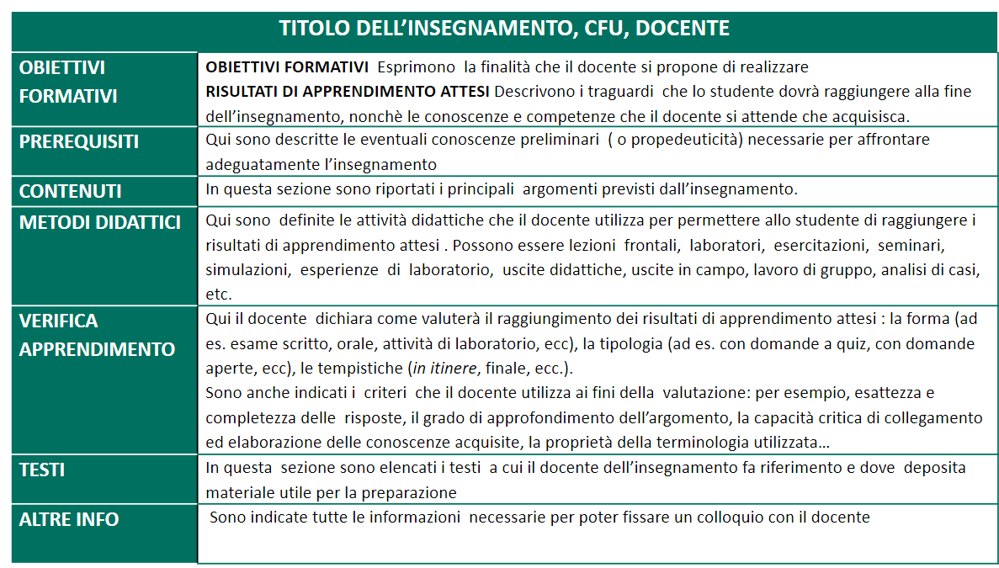 TITOLO DELL’INSEGNAMENTO, CFU, DOCENTE
OBIETTIVI
FORMATIVI
OBIETTIVI FORMATIVI Esprimono la finalità che il docente si propone di realizzare
RISULTATI DI APPRENDIMENTO ATTESI Descrivono i traguardi che lo studente dovrà raggiungere alla fine
dell’insegnamento, nonchè le conoscenze e competenze che il docente si attende che acquisisca.
PREREQUISITI
Qui sono descritte le eventuali conoscenze preliminari ( o propedeuticità) necessarie per affrontare
adeguatamente l’insegnamento
CONTENUTI
In questa sezione sono riportati i principali argomenti previsti dall’insegnamento.
METODI DIDATTICI
Qui sono definite le attività didattiche che il docente utilizza per permettere allo studente di raggiungere i
risultati di apprendimento attesi . Possono essere lezioni frontali, laboratori, esercitazioni, seminari,
simulazioni, esperienze di laboratorio, uscite didattiche, uscite in campo, lavoro di gruppo, analisi di casi,
etc.
VERIFICA
APPRENDIMENTO
Qui il docente dichiara come valuterà il raggiungimento dei risultati di apprendimento attesi : la forma (ad
es. esame scritto, orale, attività di laboratorio, ecc), la tipologia (ad es. con domande a quiz, con domande
aperte, ecc), le tempistiche (in itinere, finale, ecc.).
Sono anche indicati i criteri che il docente utilizza ai fini della valutazione: per esempio, esattezza e
completezza delle risposte, il grado di approfondimento dell’argomento, la capacità critica di collegamento
ed elaborazione delle conoscenze acquisite, la proprietà della terminologia utilizzata…
TESTI
In questa sezione sono elencati i testi a cui il docente dell’insegnamento fa riferimento e dove deposita
materiale utile per la preparazione
ALTRE INFO
Sono indicate tutte le informazioni necessarie per poter fissare un colloquio con il docente